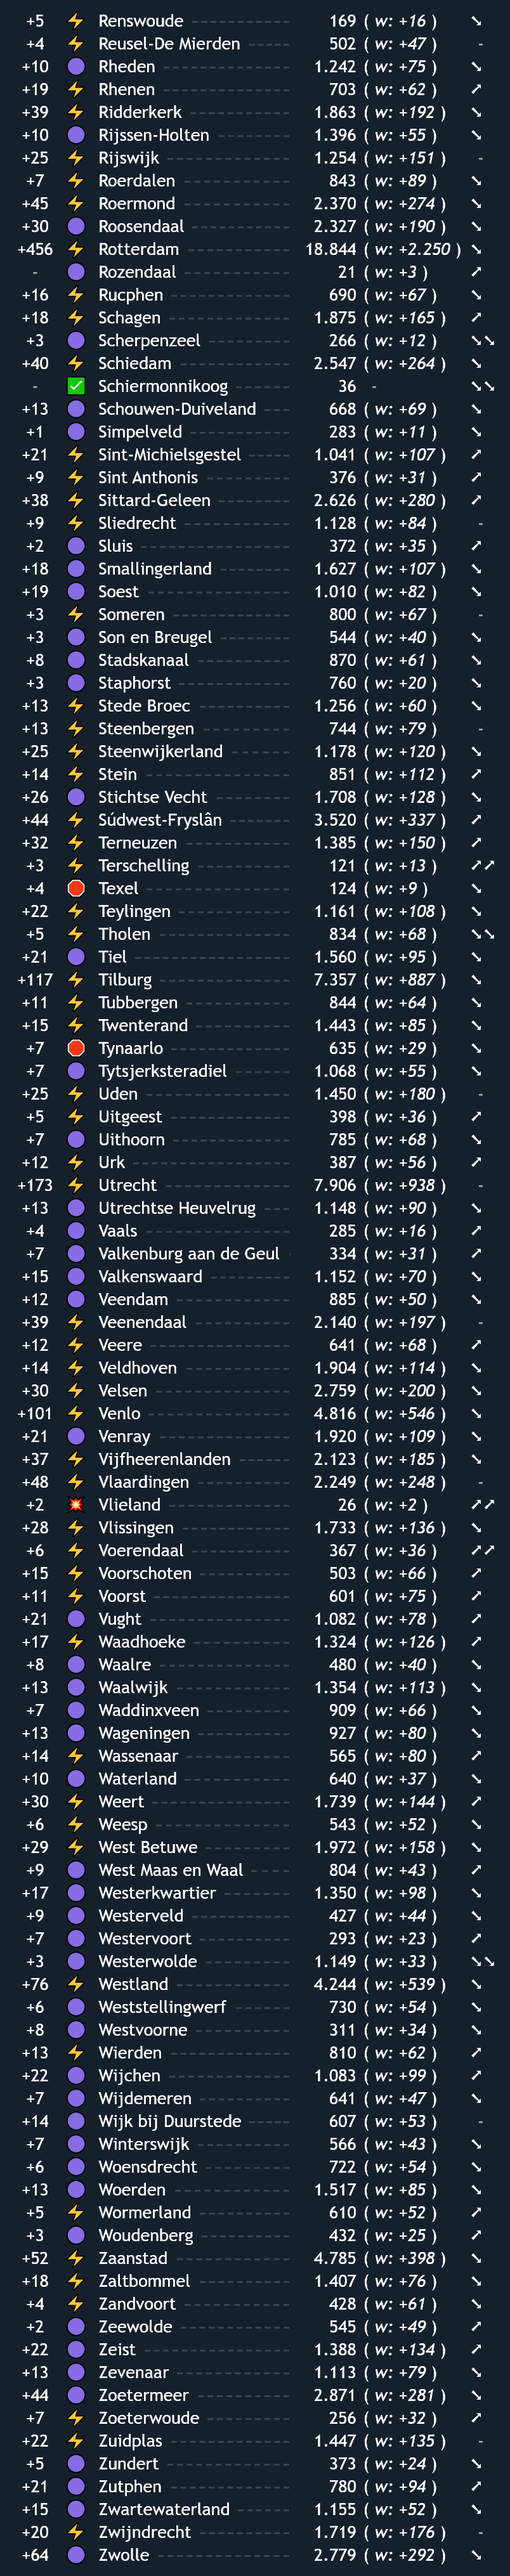 +5 Renswoude 169 ( w: +16 )
+4 Reusel-De Mierden 502 ( w: +47 ) -
+10 Rheden 1.242 ( w: +75 )
+19 Rhenen 703 ( w: +62 )
+39 Ridderkerk 1.863 ( w: +192 )
+10 Rijssen-Holten 1.396 ( w: +55 )
+25 Rijswijk 1.254 ( w: +151 ) -
+7 Roerdalen 843 ( w: +89 )
+45 Roermond 2.370 ( w: +274 )
+30 Roosendaal 2.327 ( w: +190 )
+456 Rotterdam 18.844 ( w: +2.250 )
- Rozendaal 21 ( w: +3 )
+16 Rucphen 690 ( w: +67 )
+18 Schagen 1.875 ( w: +165 )
+3 Scherpenzeel 266 ( w: +12 )
+40 Schiedam 2.547 ( w: +264 )
- Schiermonnikoog 36 -
+13 Schouwen-Duiveland 668 ( w: +69 )
+1 Simpelveld 283 ( w: +11 )
+21 Sint-Michielsgestel 1.041 ( w: +107 )
+9 Sint Anthonis 376 ( w: +31 )
+38 Sittard-Geleen 2.626 ( w: +280 )
+9 Sliedrecht 1.128 ( w: +84 ) -
+2 Sluis 372 ( w: +35 )
+18 Smallingerland 1.627 ( w: +107 )
+19 Soest 1.010 ( w: +82 )
+3 Someren 800 ( w: +67 ) -
+3 Son en Breugel 544 ( w: +40 )
+8 Stadskanaal 870 ( w: +61 )
+3 Staphorst 760 ( w: +20 )
+13 Stede Broec 1.256 ( w: +60 )
+13 Steenbergen 744 ( w: +79 ) -
+25 Steenwijkerland 1.178 ( w: +120 )
+14 Stein 851 ( w: +112 )
+26 Stichtse Vecht 1.708 ( w: +128 )
+44 Súdwest-Fryslân 3.520 ( w: +337 )
+32 Terneuzen 1.385 ( w: +150 )
+3 Terschelling 121 ( w: +13 )
+4 Texel 124 ( w: +9 )
+22 Teylingen 1.161 ( w: +108 )
+5 Tholen 834 ( w: +68 )
+21 Tiel 1.560 ( w: +95 )
+117 Tilburg 7.357 ( w: +887 )
+11 Tubbergen 844 ( w: +64 )
+15 Twenterand 1.443 ( w: +85 )
+7 Tynaarlo 635 ( w: +29 )
+7 Tytsjerksteradiel 1.068 ( w: +55 )
+25 Uden 1.450 ( w: +180 ) -
+5 Uitgeest 398 ( w: +36 )
+7 Uithoorn 785 ( w: +68 )
+12 Urk 387 ( w: +56 )
+173 Utrecht 7.906 ( w: +938 ) -
+13 Utrechtse Heuvelrug 1.148 ( w: +90 )
+4 Vaals 285 ( w: +16 )
+7 Valkenburg aan de Geul 334 ( w: +31 )
+15 Valkenswaard 1.152 ( w: +70 )
+12 Veendam 885 ( w: +50 )
+39 Veenendaal 2.140 ( w: +197 ) -
+12 Veere 641 ( w: +68 )
+14 Veldhoven 1.904 ( w: +114 )
+30 Velsen 2.759 ( w: +200 )
+101 Venlo 4.816 ( w: +546 )
+21 Venray 1.920 ( w: +109 )
+37 Vijfheerenlanden 2.123 ( w: +185 )
+48 Vlaardingen 2.249 ( w: +248 ) -
+2 Vlieland 26 ( w: +2 )
+28 Vlissingen 1.733 ( w: +136 )
+6 Voerendaal 367 ( w: +36 )
+15 Voorschoten 503 ( w: +66 )
+11 Voorst 601 ( w: +75 )
+21 Vught 1.082 ( w: +78 )
+17 Waadhoeke 1.324 ( w: +126 )
+8 Waalre 480 ( w: +40 )
+13 Waalwijk 1.354 ( w: +113 )
+7 Waddinxveen 909 ( w: +66 )
+13 Wageningen 927 ( w: +80 )
+14 Wassenaar 565 ( w: +80 )
+10 Waterland 640 ( w: +37 )
+30 Weert 1.739 ( w: +144 )
+6 Weesp 543 ( w: +52 )
+29 West Betuwe 1.972 ( w: +158 )
+9 West Maas en Waal 804 ( w: +43 )
+17 Westerkwartier 1.350 ( w: +98 )
+9 Westerveld 427 ( w: +44 )
+7 Westervoort 293 ( w: +23 )
+3 Westerwolde 1.149 ( w: +33 )
+76 Westland 4.244 ( w: +539 )
+6 Weststellingwerf 730 ( w: +54 )
+8 Westvoorne 311 ( w: +34 )
+13 Wierden 810 ( w: +62 )
+22 Wijchen 1.083 ( w: +99 )
+7 Wijdemeren 641 ( w: +47 )
+14 Wijk bij Duurstede 607 ( w: +53 ) -
+7 Winterswijk 566 ( w: +43 )
+6 Woensdrecht 722 ( w: +54 )
+13 Woerden 1.517 ( w: +85 )
+5 Wormerland 610 ( w: +52 )
+3 Woudenberg 432 ( w: +25 )
+52 Zaanstad 4.785 ( w: +398 )
+18 Zaltbommel 1.407 ( w: +76 )
+4 Zandvoort 428 ( w: +61 )
+2 Zeewolde 545 ( w: +49 )
+22 Zeist 1.388 ( w: +134 )
+13 Zevenaar 1.113 ( w: +79 )
+44 Zoetermeer 2.871 ( w: +281 )
+7 Zoeterwoude 256 ( w: +32 )
+22 Zuidplas 1.447 ( w: +135 ) -
+5 Zundert 373 ( w: +24 )
+21 Zutphen 780 ( w: +94 )
+15 Zwartewaterland 1.155 ( w: +52 )
+20 Zwijndrecht 1.719 ( w: +176 ) -
+64 Zwolle 2.779 ( w: +292 )